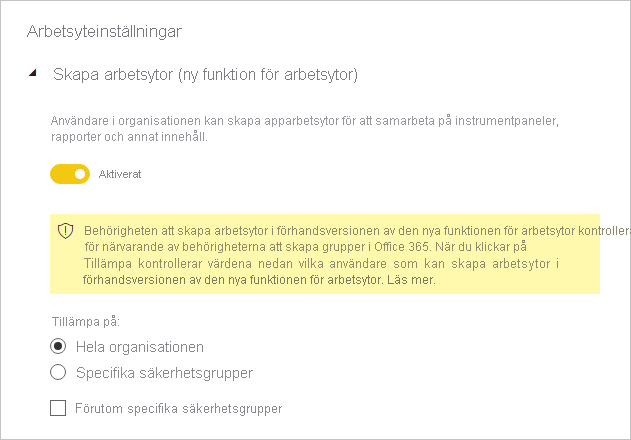 Arbetsyteinställningar
Skapa arbetsytor (ny funktion för arbetsytor)
Användare i organisationen kan skapa apparbetsytor för att samarbeta på instrumentpaneler,
rapporter och annat innehåll.
Aktiverat
Behörigheten att skapa arbetsytor i förhandsversionen av den nya funktionen för arbetsytor kontrollera
för närvarande av behörigheterna att skapa grupper i Office 365. När du klickar på
Tillämpa kontrollerar värdena nedan vilka användare som kan skapa arbetsytor i
förhandsversionen av den nya funktionen för arbetsytor. Läs mer.
Tillämpa på:
Hela organisationen
Specifika säkerhetsgrupper
Förutom specifika säkerhetsgrupper